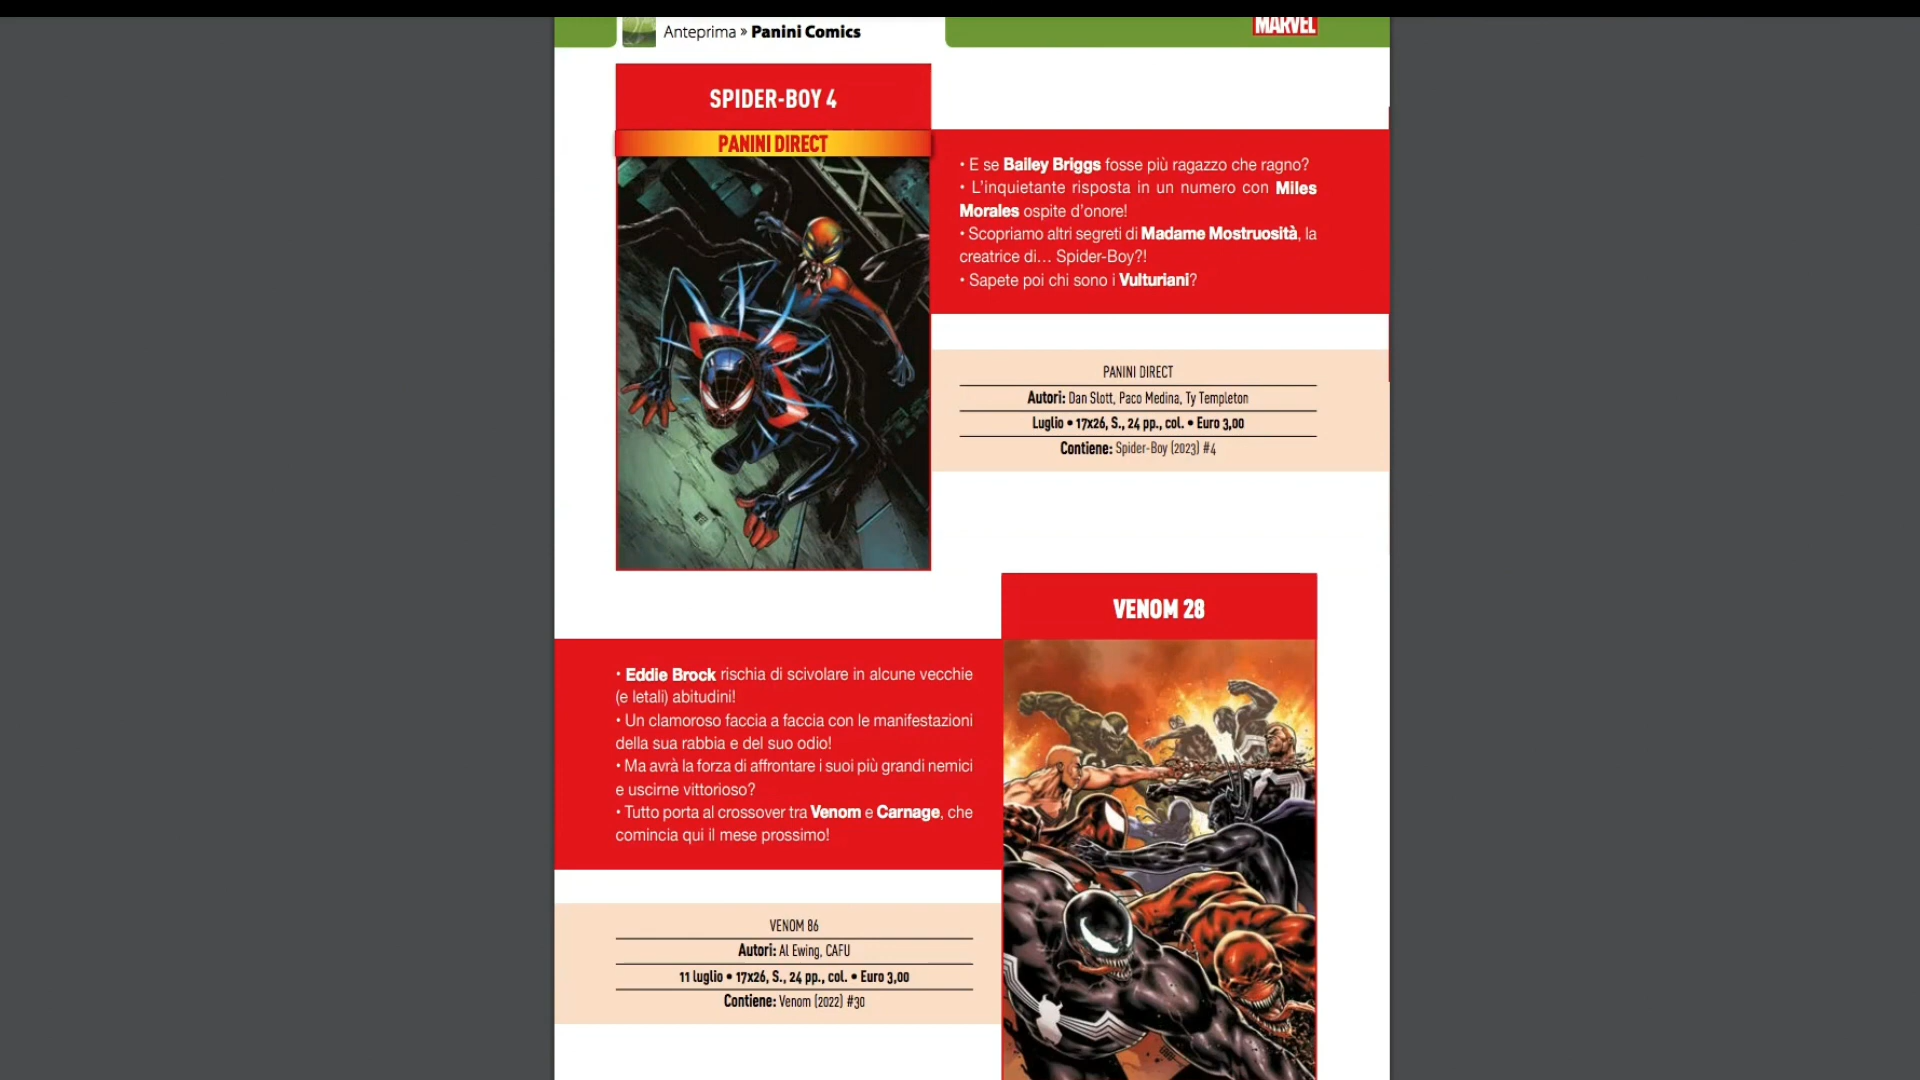 Anteprima » Panini Comics
MARVEL
SPIDER-BOY 4
PANINI DIRECT
• E se Bailey Briggs fosse più ragazzo che ragno?
• L'inquietante risposta in un numero con Miles
Morales ospite d'onore!
• Scopriamo altri segreti di Madame Mostruosità, la
creatrice di… Spider-Boy?!
• Sapete poi chi sono i Vulturiani?
PANINI DIRECT
Autori: Dan Slott, Paco Medina, Ty Templeton
Luglio • 17x26, S., 24 pp., col. • Euro 3,00
Contiene: Spider-Boy (2023) #4
VENOM 28
• Eddie Brock rischia di scivolare in alcune vecchie
(e letali) abitudini!
• Un clamoroso faccia a faccia con le manifestazioni
della sua rabbia e del suo odio!
• Ma avrà la forza di affrontare i suoi più grandi nemici
e uscirne vittorioso?
• Tutto porta al crossover tra Venom e Carnage, che
comincia qui il mese prossimo!
VENOM 86
Autori: Al Ewing, CAFU
11 luglio • 17x26, S., 24 pp., col. • Euro 3,00
Contiene: Venom (2022) #30